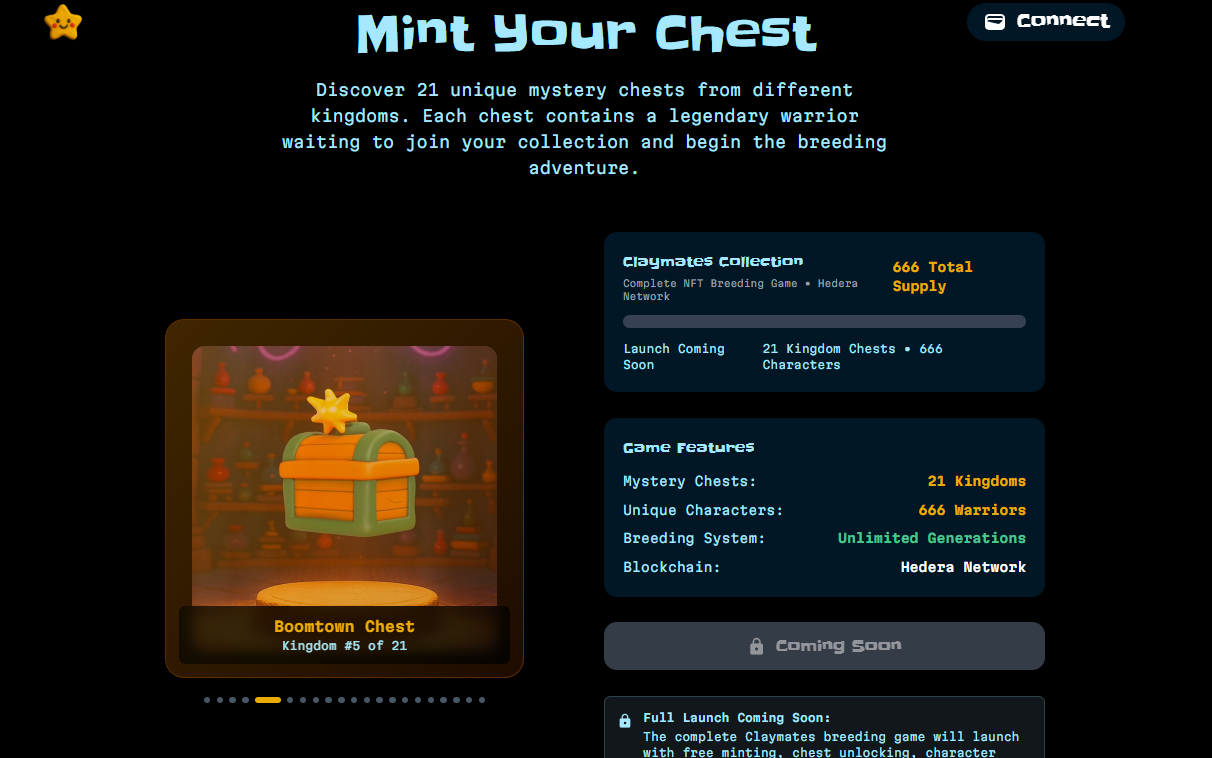 Mint Your Chest
Connect
Discover 21 unique mystery chests from different
kingdoms. Each chest contains a legendary warrior
waiting to join your collection and begin the breeding
adventure.
Boomtown Chest
Kingdom #5 of 21
Claymates Collection
Complete NFT Breeding Game • Hedera
Network
666 Total
Supply
Launch Coming
Soon
21 Kingdom Chests • 666
Characters
Game Features
Mystery Chests: 21 Kingdoms
Unique Characters: 666 Warriors
Breeding System: Unlimited Generations
Blockchain: Hedera Network
Coming Soon
Full Launch Coming Soon:
The complete Claymates breeding game will launch
with free minting, chest unlocking, character